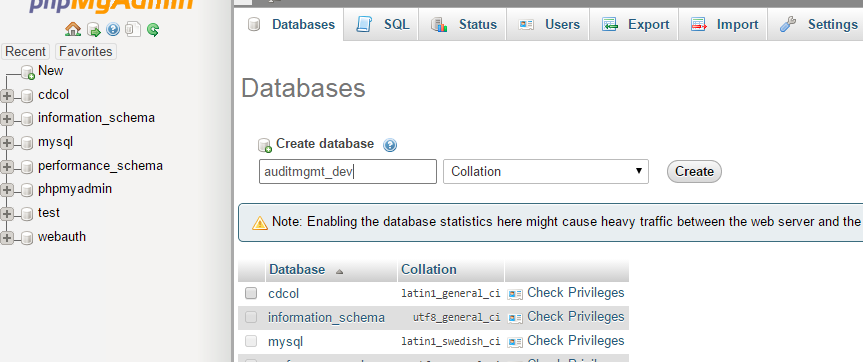 phpMyAdmin
Recent Favorites
New
cdcol
information_schema
mysql
performance_schema
phpmyadmin
test
webauth
Databases SQL Status Users Export Import Settings
Databases
Create database
auditmgmt_dev Collation Create
Note: Enabling the database statistics here might cause heavy traffic between the web server and the
Database Collation
cdcol latin1_general_ci Check Privileges
information_schema utf8_general_ci Check Privileges
mysql latin1_swedish_ci Check Privileges